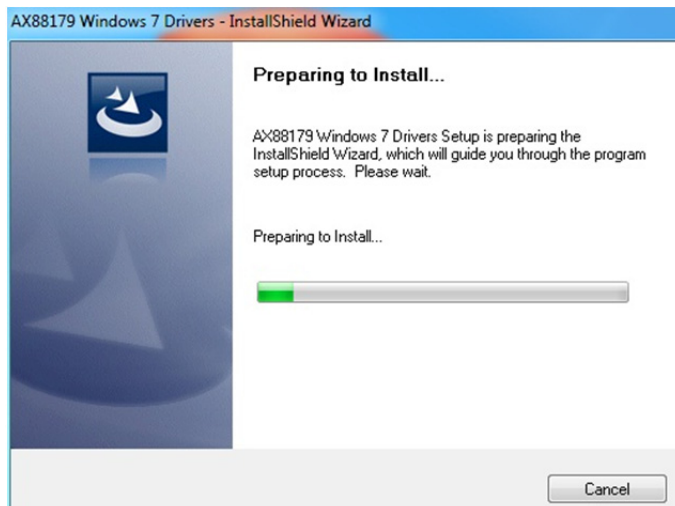 AX88179 Windows 7 Drivers - InstallShield Wizard
Preparing to Install...
AX88179 Windows 7 Drivers Setup is preparing the
InstallShield Wizard, which will guide you through the program
setup process. Please wait.
Preparing to Install...
Cancel